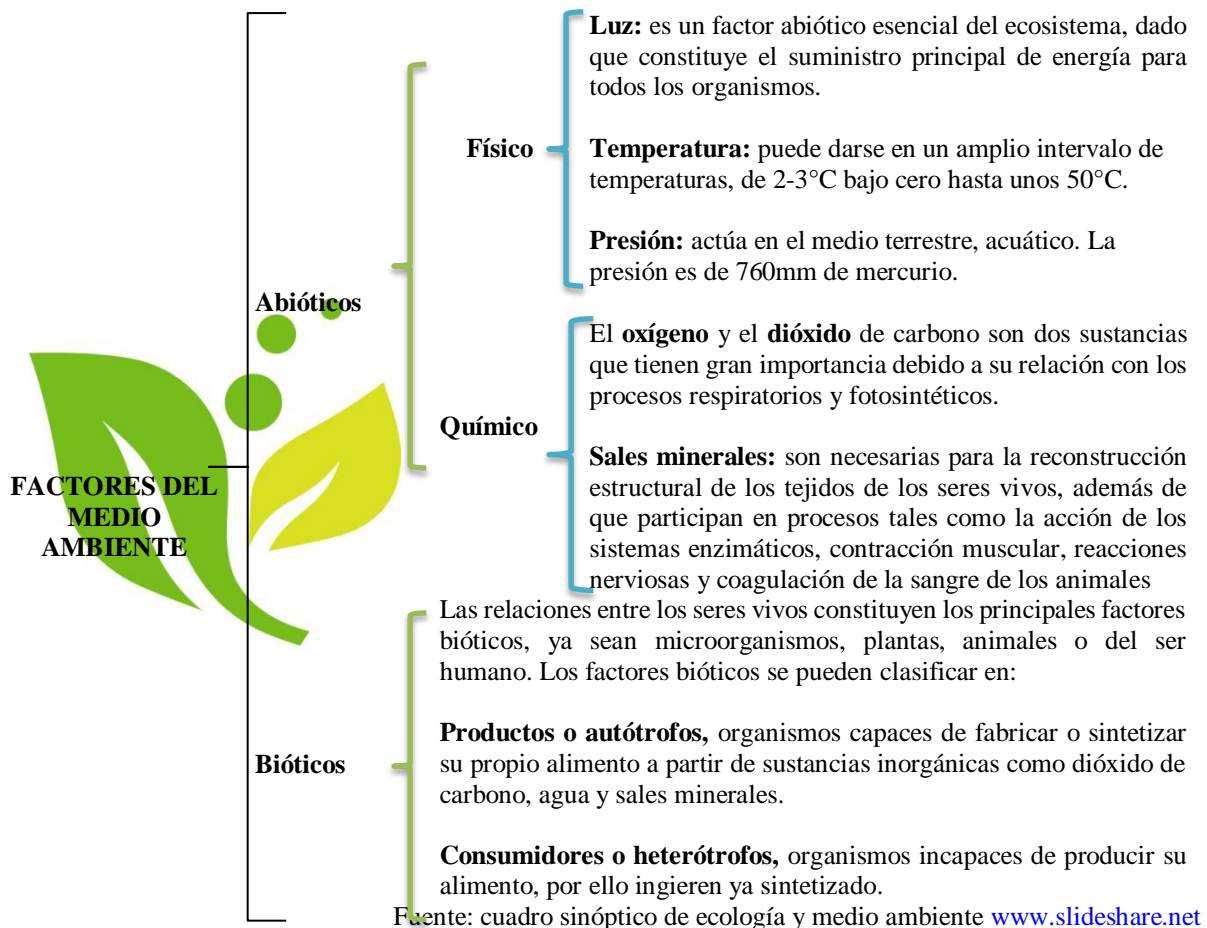 FACTORES DEL
MEDIO
AMBIENTE
Abióticos
Físico
Luz: es un factor abiótico esencial del ecosistema, dado
que constituye el suministro principal de energía para
todos los organismos.
Temperatura: puede darse en un amplio intervalo de
temperaturas, de 2-3°C bajo cero hasta unos 50°C.
Presión: actúa en el medio terrestre, acuático. La
presión es de 760mm de mercurio.
Químico
El oxígeno y el dióxido de carbono son dos sustancias
que tienen gran importancia debido a su relación con los
procesos respiratorios y fotosintéticos.
Sales minerales: son necesarias para la reconstrucción
estructural de los tejidos de los seres vivos, además de
que participan en procesos tales como la acción de los
sistemas enzimáticos, contracción muscular, reacciones
nerviosas y coagulación de la sangre de los animales
Bióticos
Las relaciones entre los seres vivos constituyen los principales factores
bióticos, ya sean microorganismos, plantas, animales o del ser
humano. Los factores bióticos se pueden clasificar en:
Productos o autótrofos, organismos capaces de fabricar o sintetizar
su propio alimento a partir de sustancias inorgánicas como dióxido de
carbono, agua y sales minerales.
Consumidores o heterótrofos, organismos incapaces de producir su
alimento, por ello ingieren ya sintetizado.
Fuente: cuadro sinóptico de ecología y medio ambiente www.slideshare.net